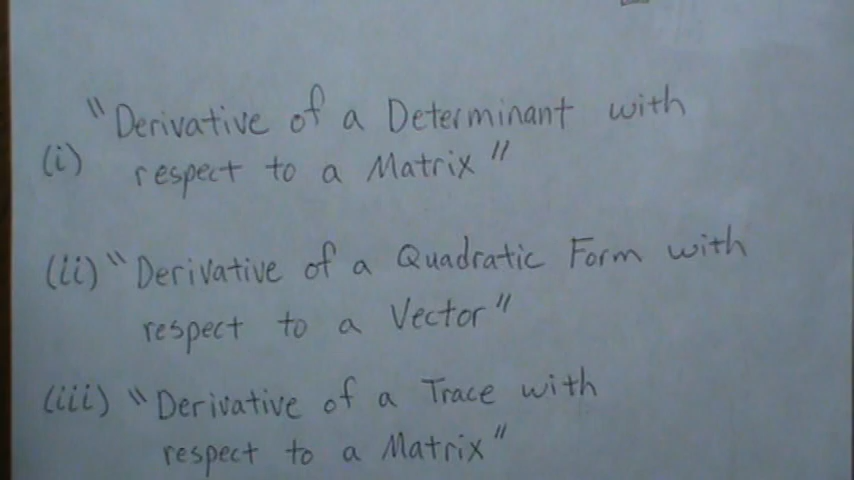 "Derivative of a Determinant with
(i) respect to a Matrix"
(ii) "Derivative of a Quadratic Form with
respect to a Vector"
(iii) "Derivative of a Trace with
respect to a Matrix"